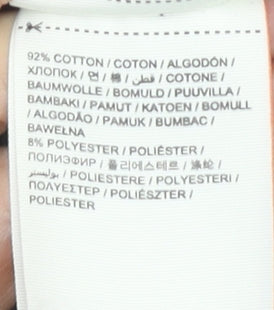 92% COTTON / COTON / ALGODÓN /
ХЛОПОК / 면 / 棉 / قطن / COTONE /
BAUMWOLLE / BOMULD / PUUVILLA /
BAMBAKI / PAMUT / KATOEN / BOMULL
/ ALGODÃO / PAMUK / BUMBAC /
BAWEŁNA
8% POLYESTER / POLIÉSTER /
ПОЛИЭФИР / 폴리에스테르 / 涤纶 /
بوليستر / POLIESTERE / POLYESTERI /
ΠΟΛΥΕΣΤΕΡ / POLIÉSZTER /
POLIESTER